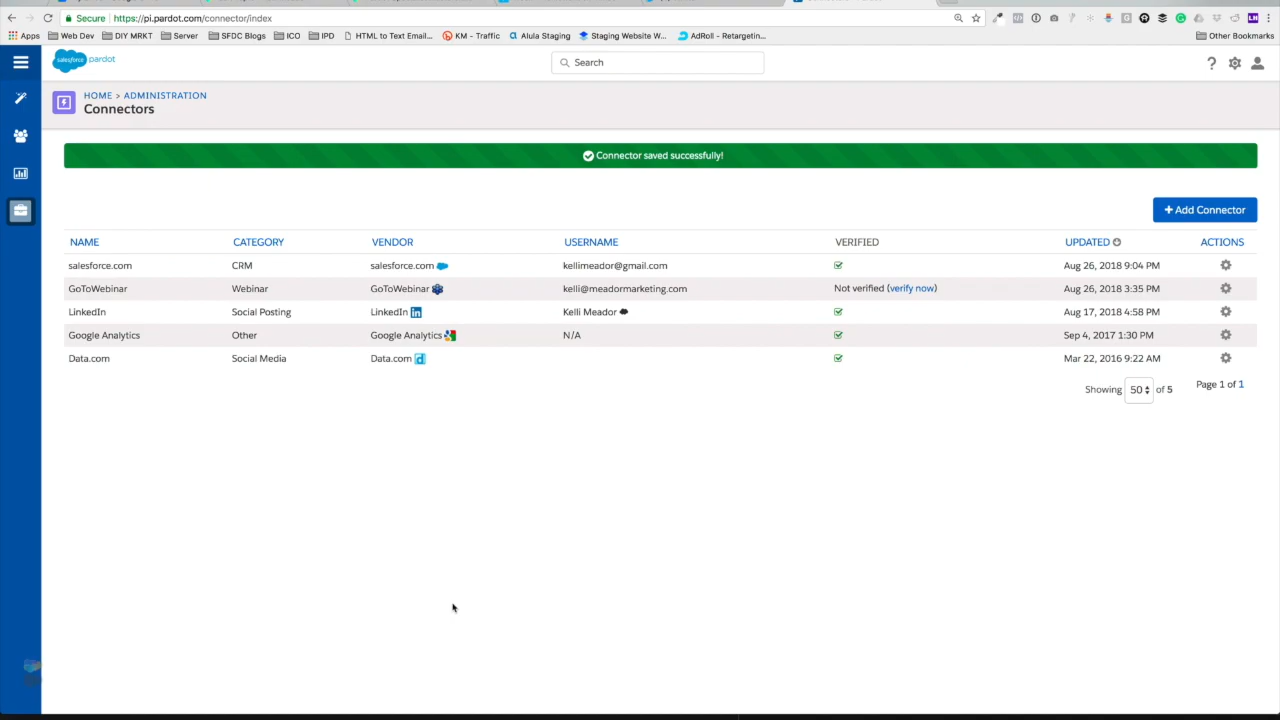 Secure https://pi.pardot.com/connector/index
Apps Web Dev DIY MRKT Server SFDC Blogs ICO IPD HTML to Text Email... KM - Traffic Alula Staging Staging Website W... AdRoll - Retargetin... Other Bookmarks
salesforce pardot Search
HOME > ADMINISTRATION
Connectors
Connector saved successfully!
+ Add Connector
NAME CATEGORY VENDOR USERNAME VERIFIED UPDATED ACTIONS
salesforce.com CRM salesforce.com kellimeador@gmail.com Aug 26, 2018 9:04 PM
GoToWebinar Webinar GoToWebinar kelli@meadormarketing.com Not verified (verify now) Aug 26, 2018 3:35 PM
LinkedIn Social Posting LinkedIn Kelli Meador Aug 17, 2018 4:58 PM
Google Analytics Other Google Analytics N/A Sep 4, 2017 1:30 PM
Data.com Social Media Data.com Mar 22, 2016 9:22 AM
Showing 50 of 5 Page 1 of 1